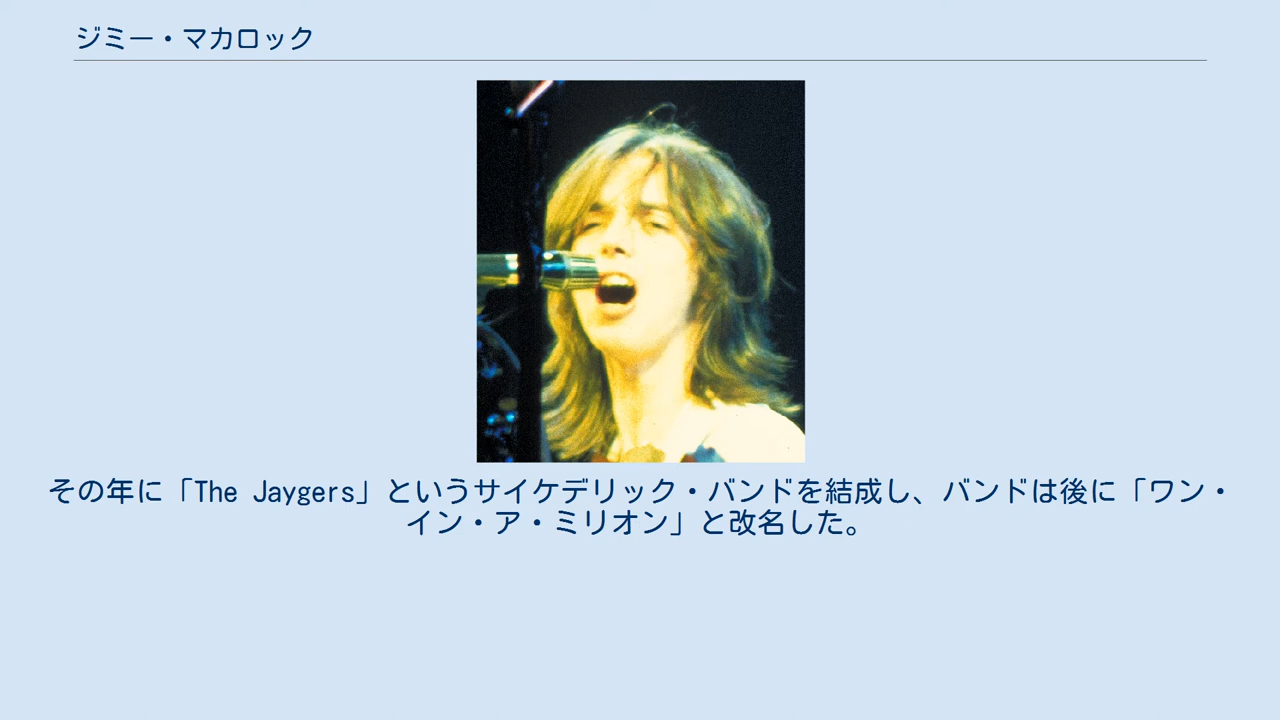 ジミー・マカロック
その年に「The Jaygers」というサイケデリック・バンドを結成し、バンドは後に「ワン・
イン・ア・ミリオン」と改名した。